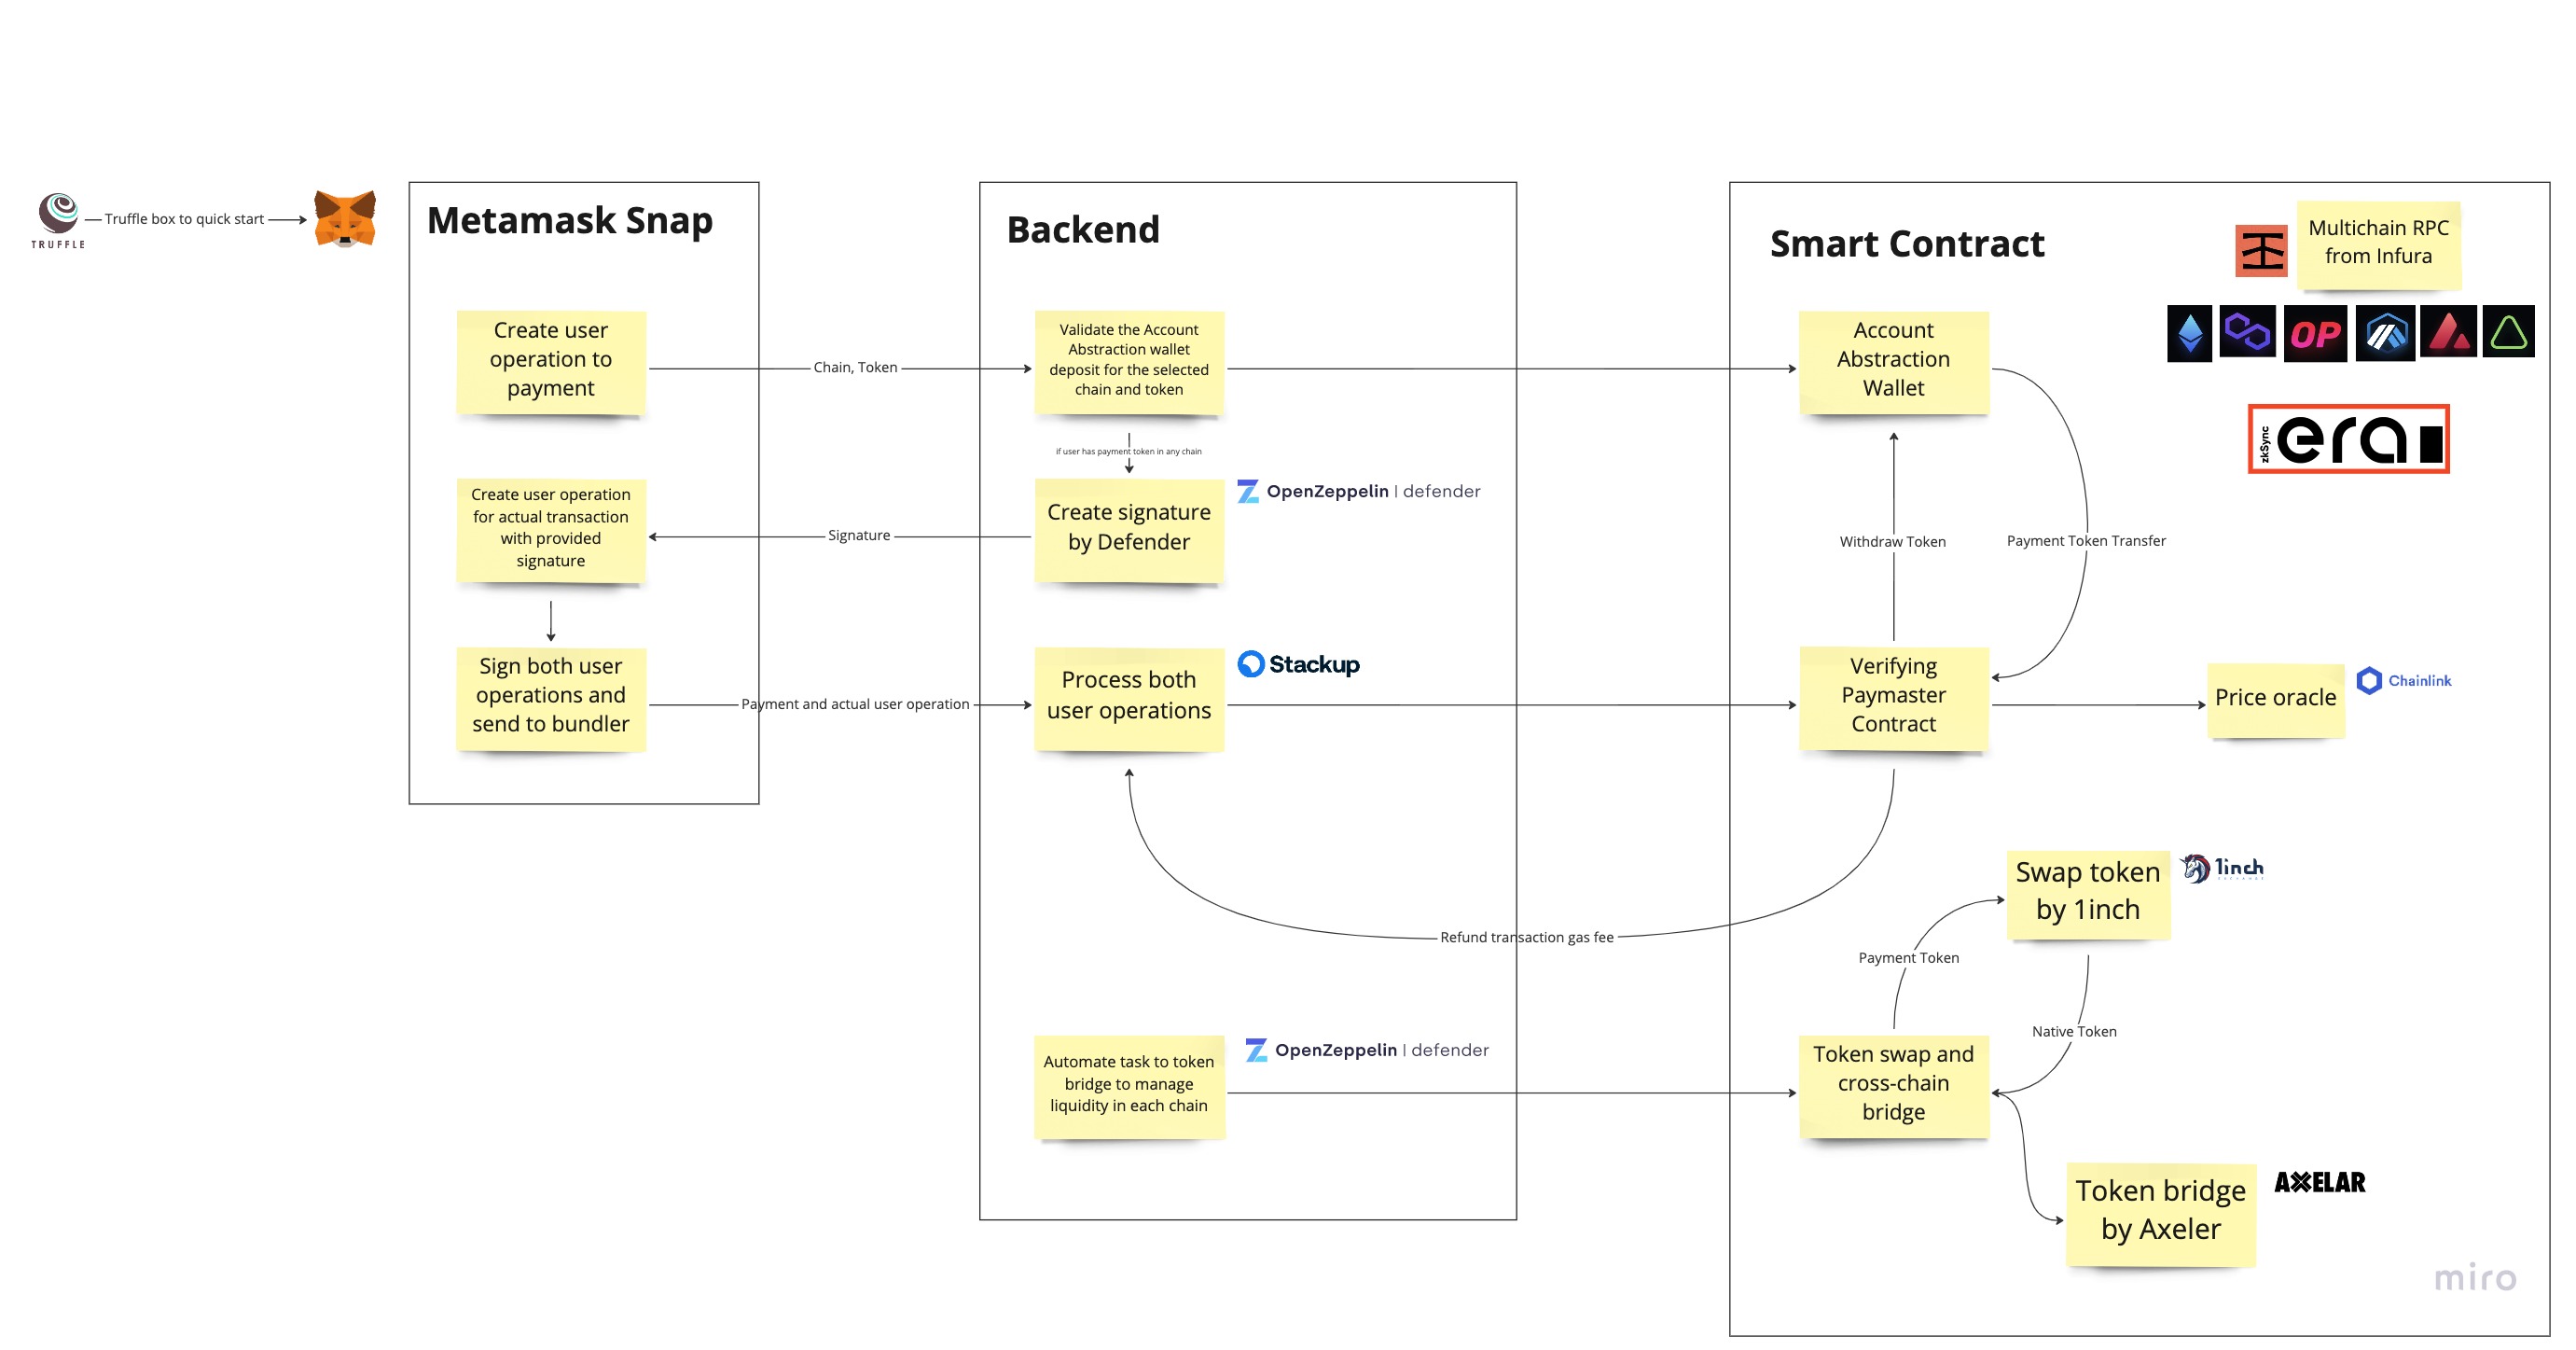 TRUFFLE
Truffle box to quick start
Metamask Snap
Create user
operation to
payment
Create user operation
for actual transaction
with provided
signature
Sign both user
operations and
send to bundler
Chain, Token
Signature
Payment and actual user operation
Backend
Validate the Account
Abstraction wallet
deposit for the selected
chain and token
if user has payment token in any chain
Create signature
by Defender
OpenZeppelin | defender
Process both
user operations
Stackup
Refund transaction gas fee
Automate task to token
bridge to manage
liquidity in each chain
OpenZeppelin | defender
Smart Contract
Multichain RPC
from Infura
OP
zkSync
era
Account
Abstraction
Wallet
Withdraw Token
Payment Token Transfer
Verifying
Paymaster
Contract
Price oracle
Chainlink
Swap token
by 1inch
1inch
Payment Token
Native Token
Token swap and
cross-chain
bridge
Token bridge
by Axeler
AXELAR
miro